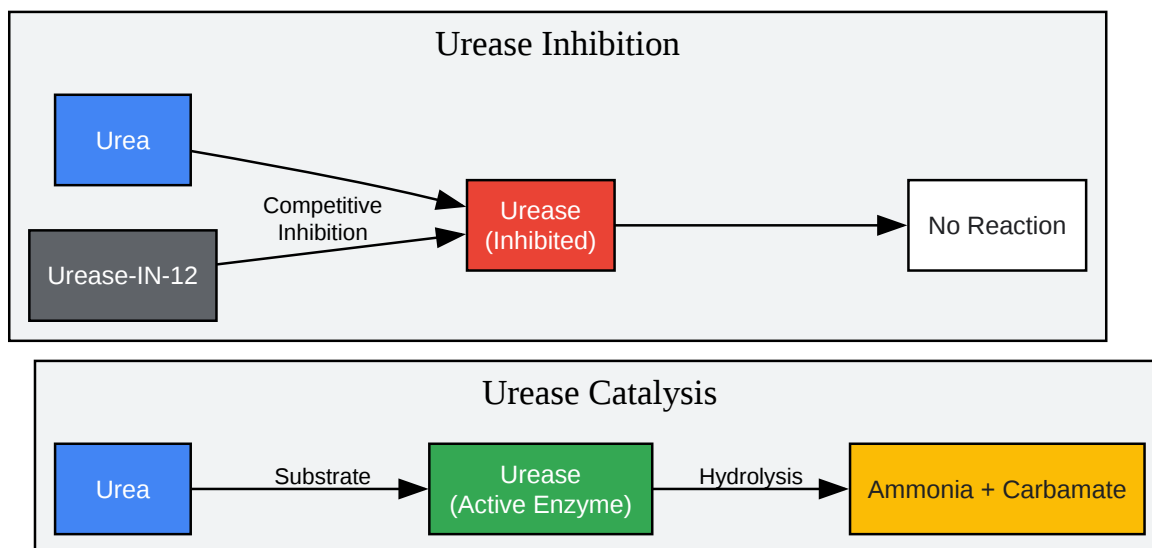 Urease Inhibition
Urea
Competitive
Inhibition
Urease
(Inhibited)
No Reaction
Urease-IN-12
Urease Catalysis
Urea
Substrate
Urease
(Active Enzyme)
Hydrolysis
Ammonia + Carbamate